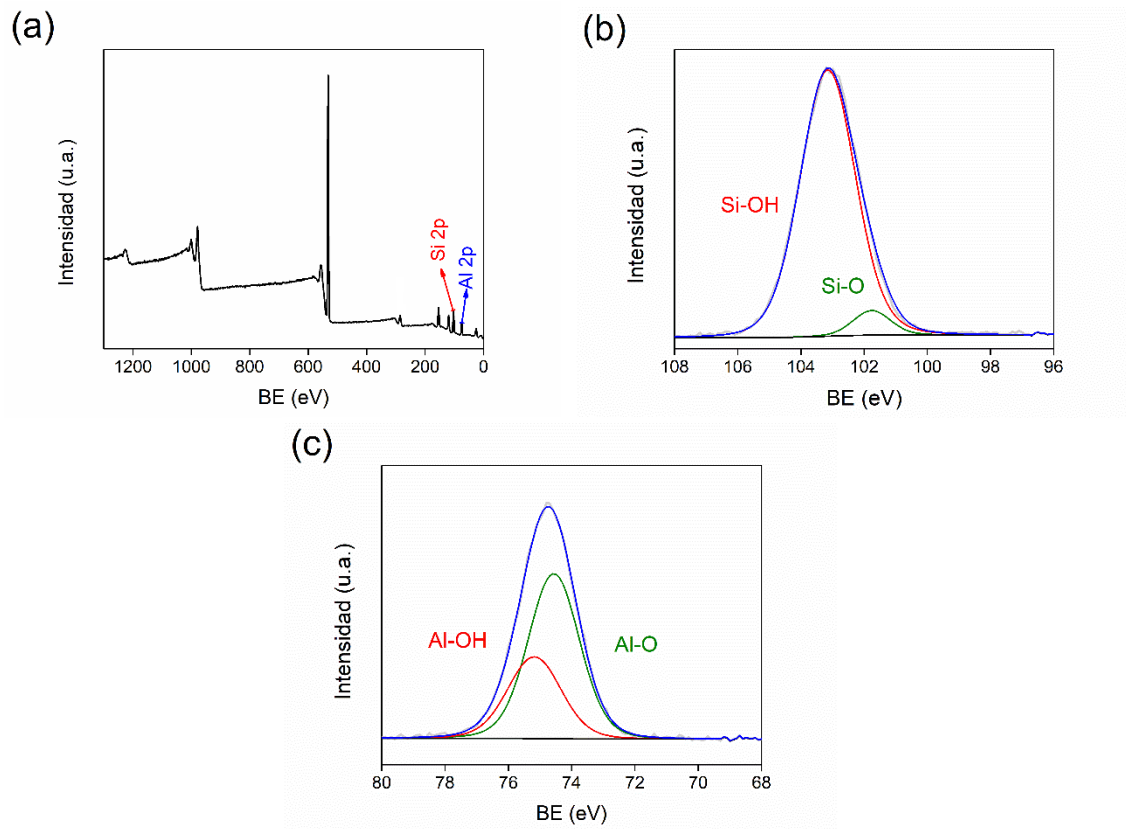 (a)
Intensidad (u.a.)
Si 2p
Al 2p
1200 1000 800 600 400 200 0
BE (eV)
(b)
Intensidad (u.a.)
Si-OH
Si-O
108 106 104 102 100 98 96
BE (eV)
(c)
Intensidad (u.a.)
Al-OH
Al-O
80 78 76 74 72 70 68
BE (eV)